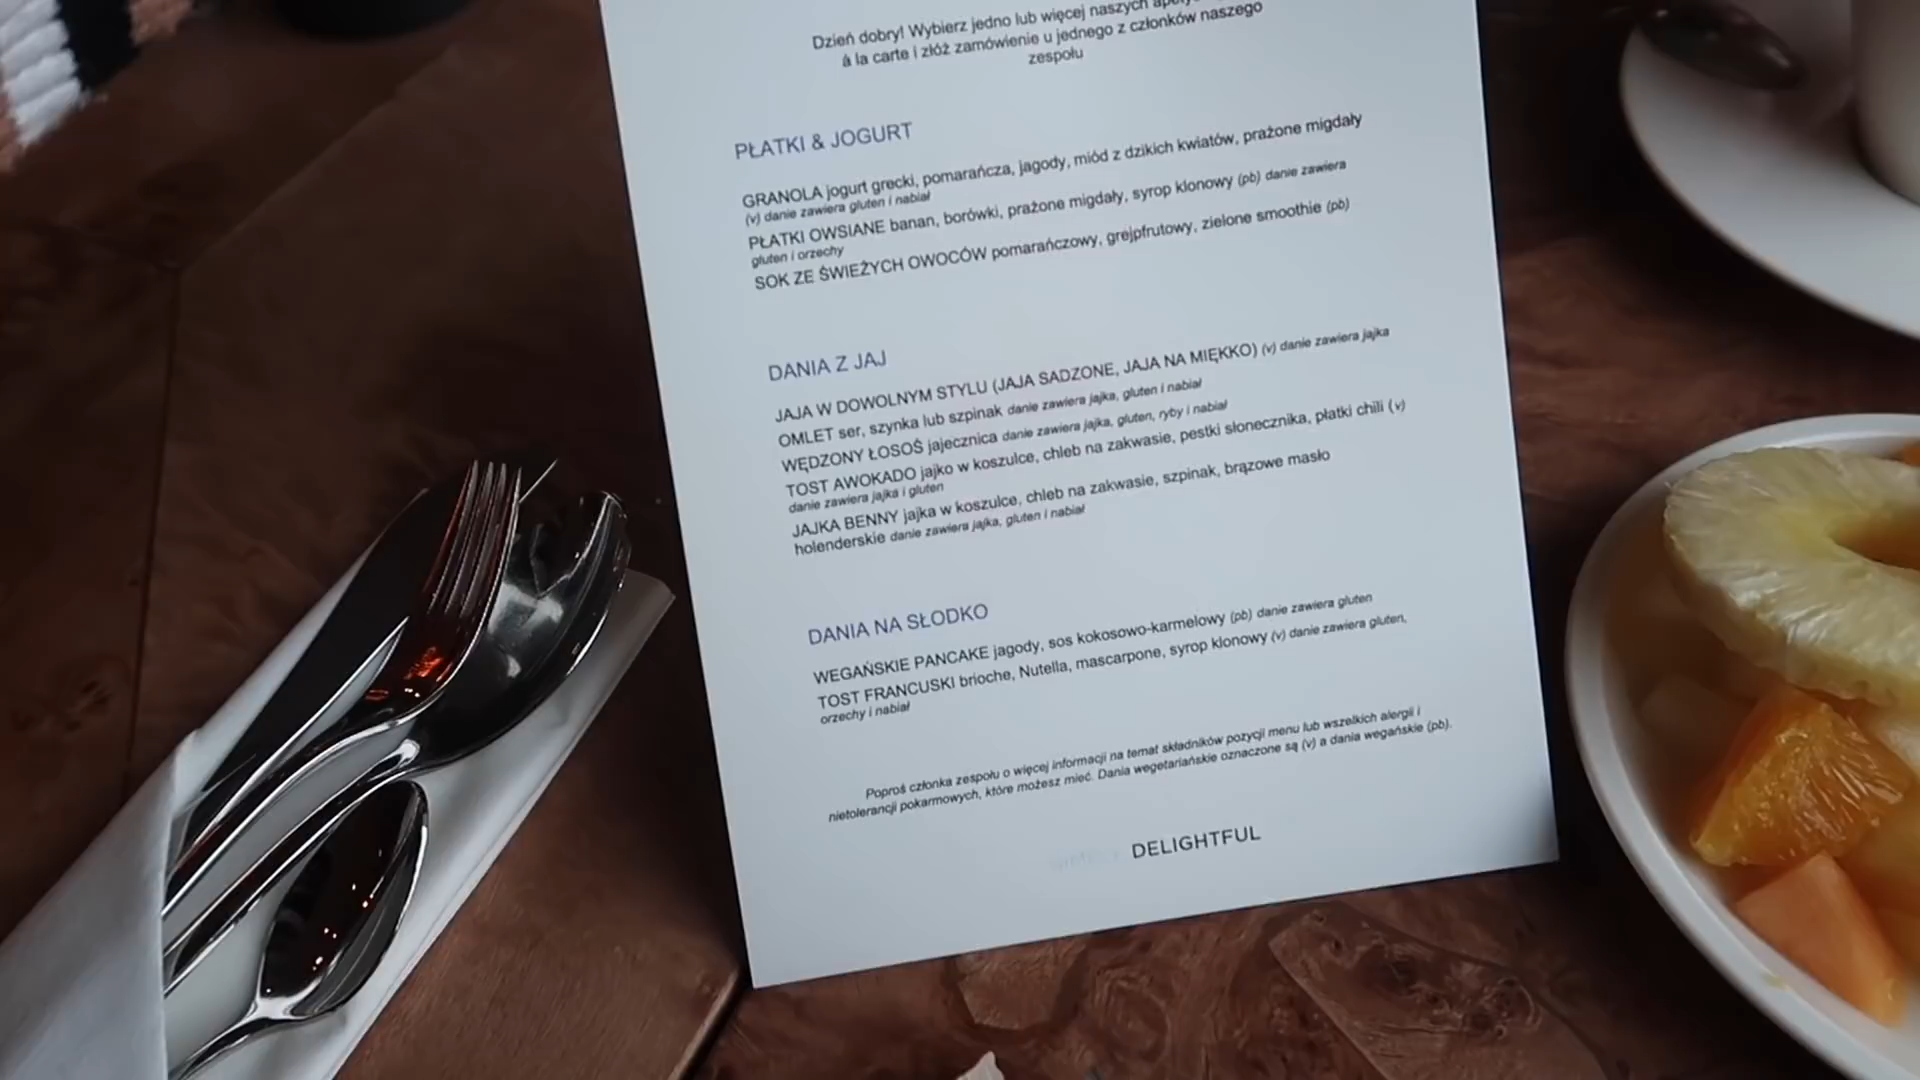 Dzień dobry! Wybierz jedno lub więcej naszych
á la carte i złóż zamówienie u jednego z członków naszego
zespołu
PŁATKI & JOGURT
GRANOLA jogurt grecki, pomarańcza, jagody, miód z dzikich kwiatów, prażone migdały
(v) danie zawiera gluten i nabiał
PŁATKI OWSIANE banan, borówki, prażone migdały, syrop klonowy (pb) danie zawiera
gluten i orzechy
SOK ZE ŚWIEŻYCH OWOCÓW pomarańczowy, grejpfrutowy, zielone smoothie (pb)
DANIA Z JAJ
JAJA W DOWOLNYM STYLU (JAJA SADZONE, JAJA NA MIĘKKO) (v) danie zawiera jajka
OMLET ser, szynka lub szpinak danie zawiera jajka, gluten i nabiał
WĘDZONY ŁOSOŚ jajecznica danie zawiera jajka, gluten, ryby i nabiał
TOST AWOKADO jajko w koszulce, chleb na zakwasie, pestki słonecznika, płatki chili (v)
danie zawiera jajka i gluten
JAJKA BENNY jajka w koszulce, chleb na zakwasie, szpinak, brązowe masło
holenderskie danie zawiera jajka, gluten i nabiał
DANIA NA SŁODKO
WEGAŃSKIE PANCAKE jagody, sos kokosowo-karmelowy (pb) danie zawiera gluten
TOST FRANCUSKI brioche, Nutella, mascarpone, syrop klonowy (v) danie zawiera gluten,
orzechy i nabiał
Poproś członka zespołu o więcej informacji na temat składników pozycji menu lub wszelkich alergii i
nietolerancji pokarmowych, które możesz mieć. Dania wegetariańskie oznaczone są (v) a dania wegańskie (pb).
DELIGHTFUL